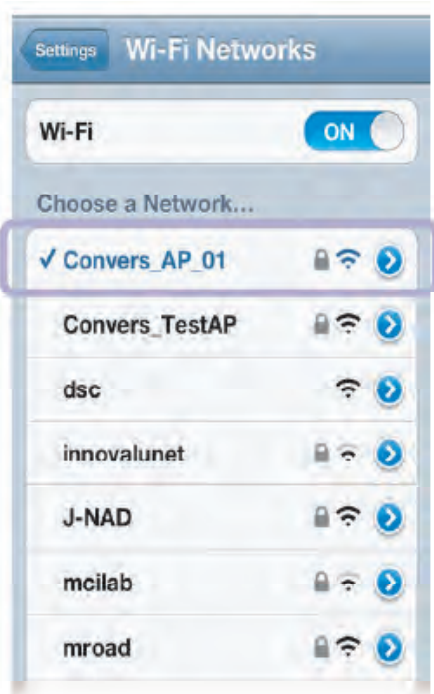 Settings Wi-Fi Networks
Wi-Fi ON
Choose a Network...
✓ Convers_AP_01
Convers_TestAP
dsc
innovalunet
J-NAD
mcilab
mroad